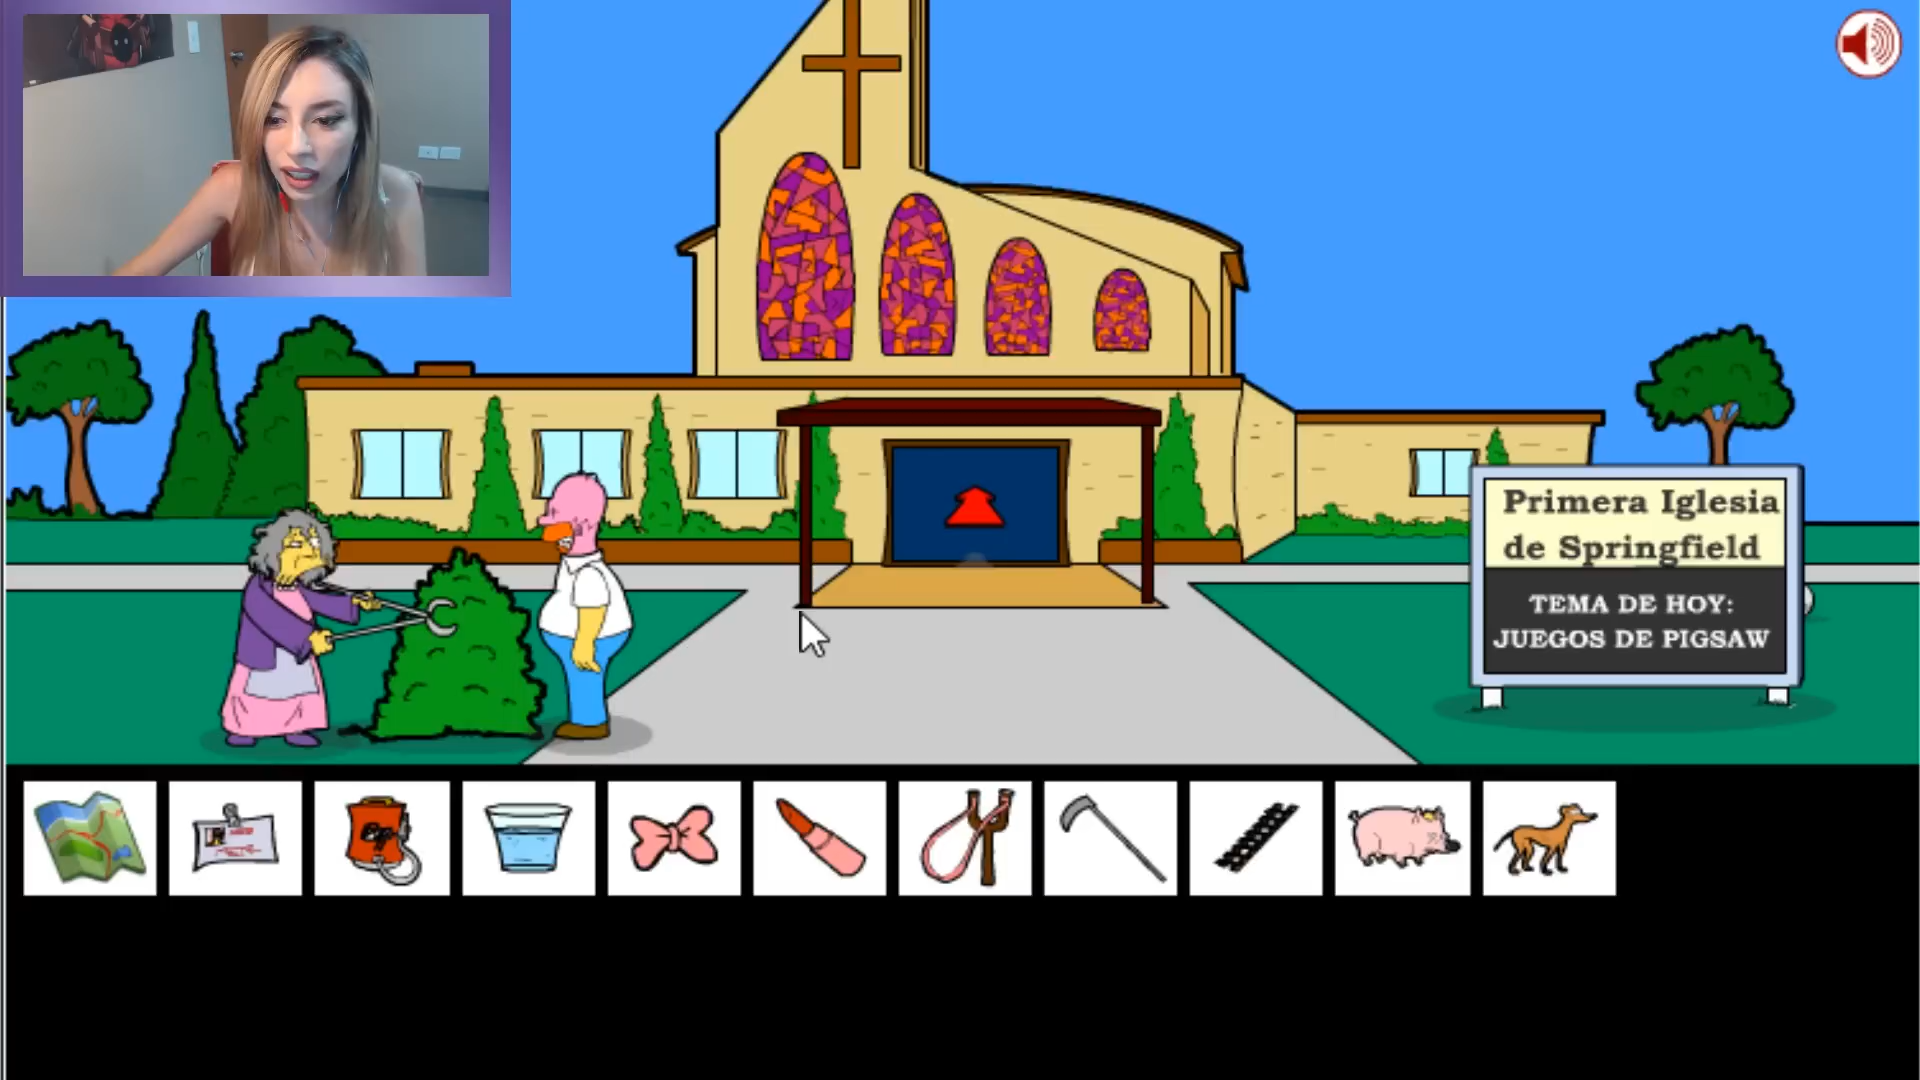 Primera Iglesia
de Springfield
TEMA DE HOY:
JUEGOS DE PIGSAW